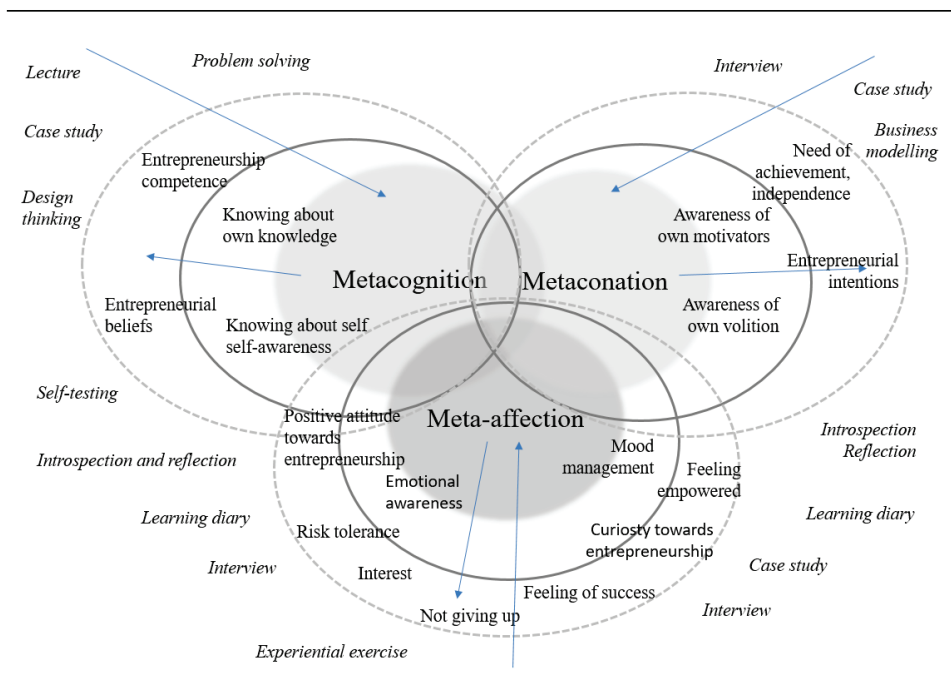 Problem solving
Interview
Lecture
Case study
Case study
Business
modelling
Entrepreneurship
competence
Need of
achievement,
independence
Design
thinking
Knowing about
own knowledge
Awareness of
own motivators
Metacognition
Metaconation
Entrepreneurial
intentions
Entrepreneurial
beliefs
Knowing about self
self-awareness
Awareness of
own volition
Self-testing
Positive attitude
towards
entrepreneurship
Meta-affection
Mood
management
Introspection
Reflection
Introspection and reflection
Emotional
awareness
Feeling
empowered
Learning diary
Learning diary
Risk tolerance
Curiosty towards
entrepreneurship
Interview
Interest
Case study
Feeling of success
Interview
Not giving up
Experiential exercise